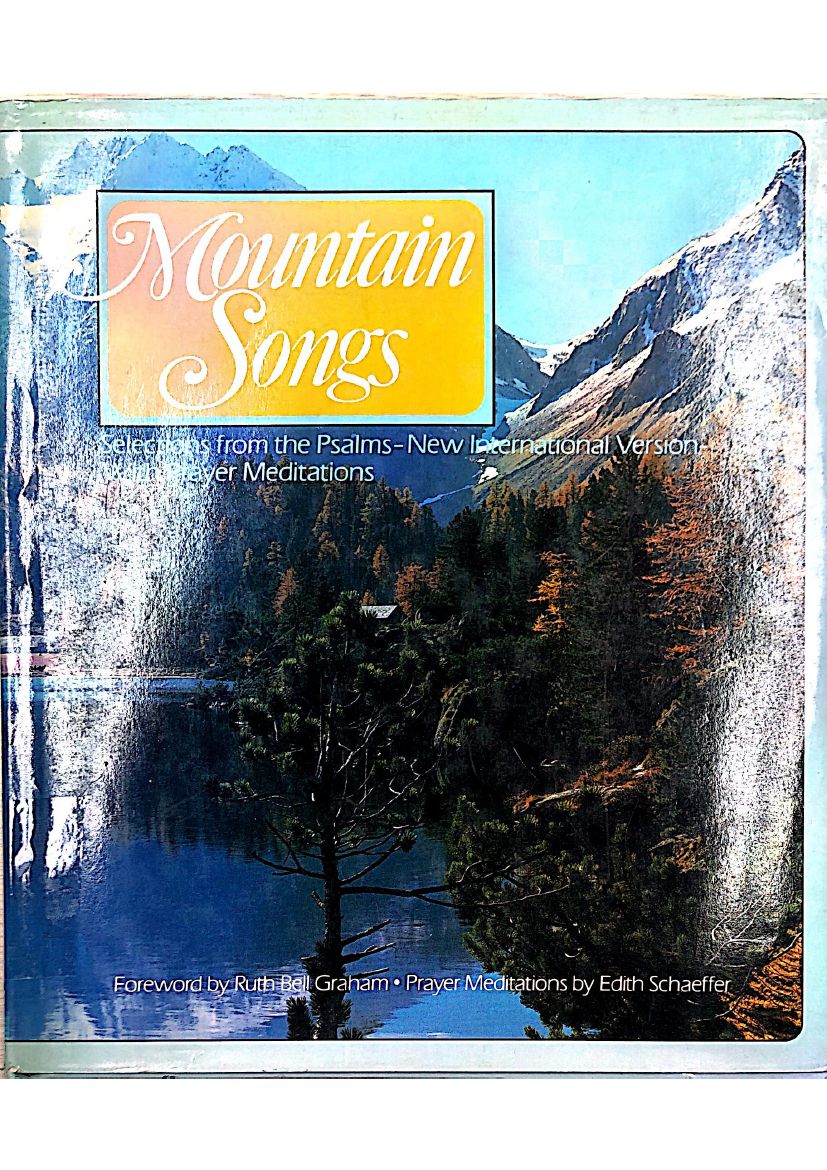 Mountain
Songs
Selections from the Psalms–New International Version–
with Prayer Meditations
Foreword by Ruth Bell Graham • Prayer Meditations by Edith Schaeffer